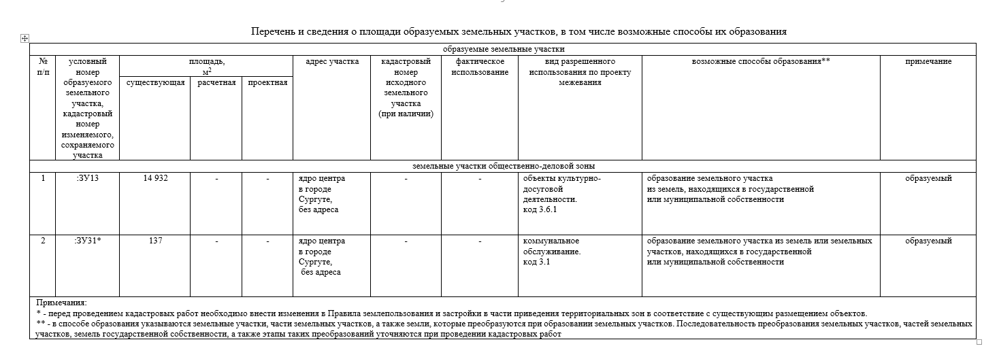 Перечень и сведения о площади образуемых земельных участков, в том числе возможные способы их образования
образуемые земельные участки
№
п/п
условный
номер
образуемого
земельного
участка,
кадастровый
номер
изменяемого,
сохраняемого
участка
площадь,
м2
существующая
расчетная
проектная
адрес участка
кадастровый
номер
исходного
земельного
участка
(при наличии)
фактическое
использование
вид разрешенного
использования по проекту
межевания
возможные способы образования**
примечание
земельные участки общественно-деловой зоны
1
:ЗУ13
14 932
-
-
ядро центра
в городе
Сургуте,
без адреса
-
-
объекты культурно-
досуговой
деятельности.
код 3.6.1
образование земельного участка
из земель, находящихся в государственной
или муниципальной собственности
образуемый
2
:ЗУ31*
137
-
-
ядро центра
в городе
Сургуте,
без адреса
-
-
коммунальное
обслуживание.
код 3.1
образование земельного участка из земель или земельных
участков, находящихся в государственной
или муниципальной собственности
образуемый
Примечания:
* - перед проведением кадастровых работ необходимо внести изменения в Правила землепользования и застройки в части приведения территориальных зон в соответствие с существующим размещением объектов.
** - в способе образования указываются земельные участки, части земельных участков, а также земли, которые преобразуются при образовании земельных участков. Последовательность преобразования земельных участков, частей земельных
участков, земель государственной собственности, а также этапы таких преобразований уточняются при проведении кадастровых работ